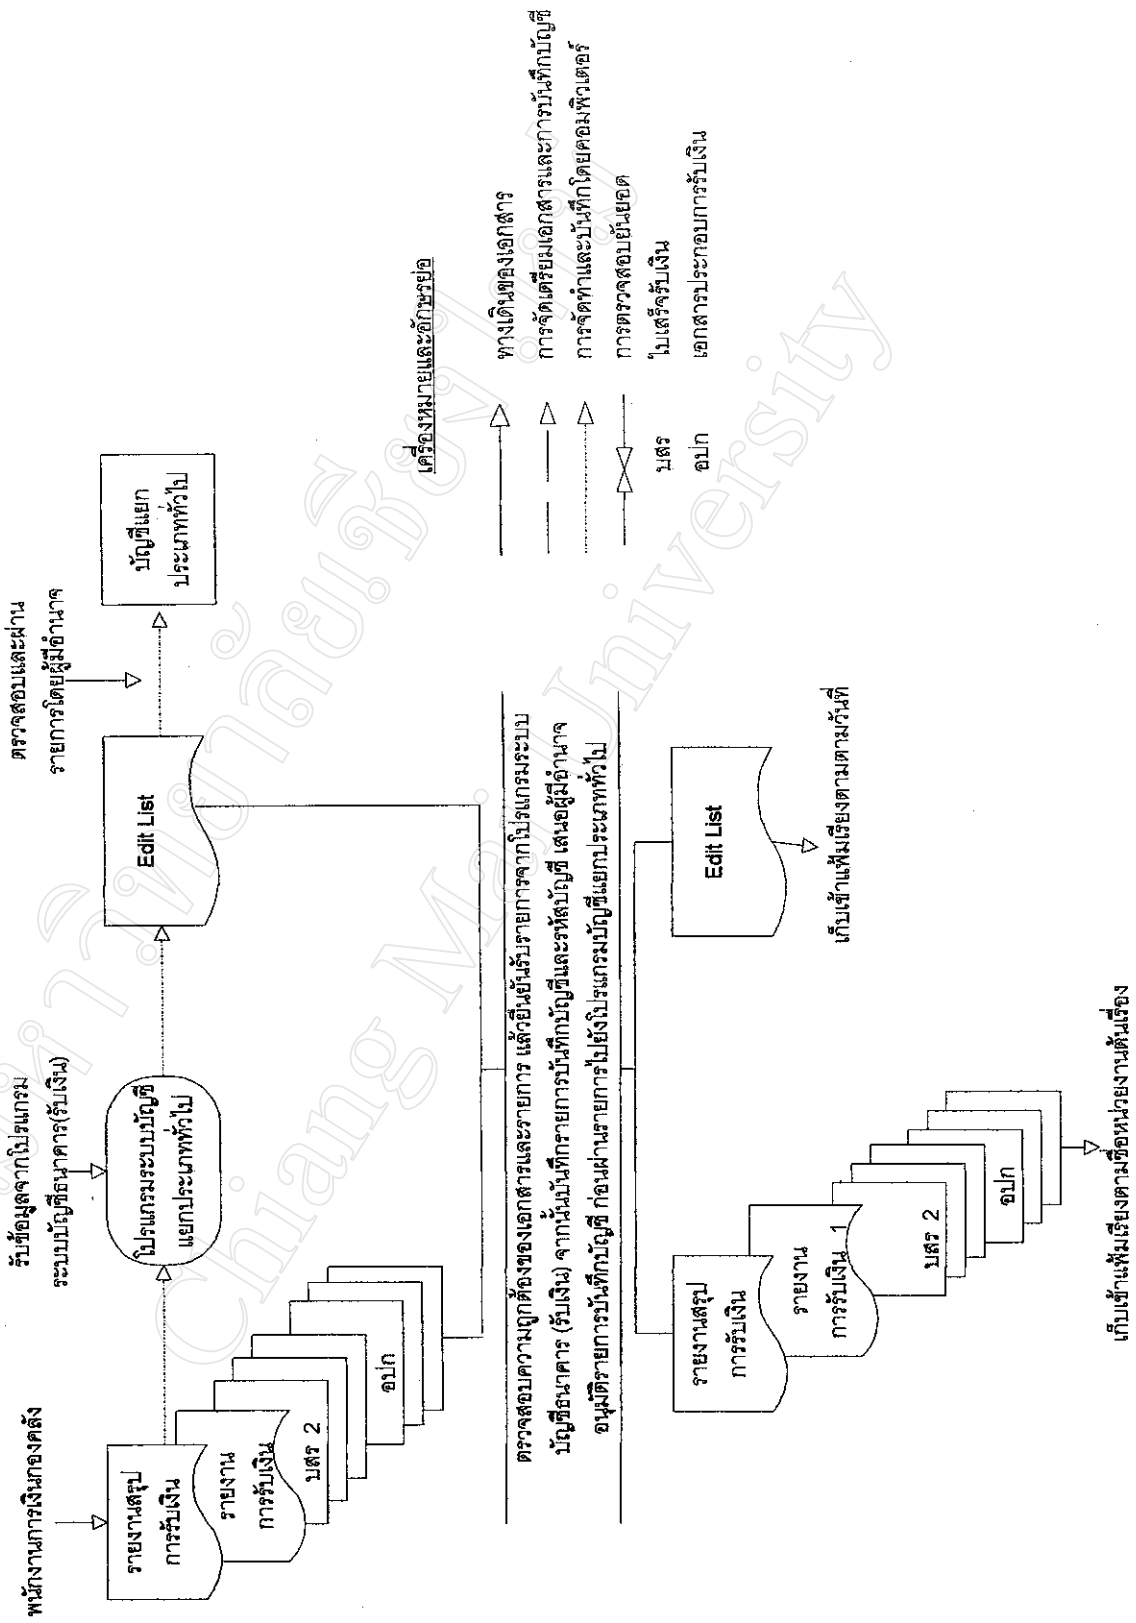 พนักงานการเงินกองคลัง
รายงานสรุป
การรับเงิน
รายงาน
การรับเงิน 1
บสร 2
อปก
รับข้อมูลจากโปรแกรม
ระบบบัญชีธนาคาร(รับเงิน)
โปรแกรมระบบบัญชี
แยกประเภททั่วไป
Edit List
ตรวจสอบและผ่าน
รายการโดยผู้มีอำนาจ
บัญชีแยก
ประเภททั่วไป
ตรวจสอบความถูกต้องของเอกสารและรายการ แล้วยืนยันรับรายการจากโปรแกรมระบบ
บัญชีธนาคาร (รับเงิน) จากนั้นบันทึกรายการบันทึกบัญชีและรหัสบัญชี เสนอผู้มีอำนาจ
อนุมัติรายการบันทึกบัญชี ก่อนผ่านรายการไปยังโปรแกรมบัญชีแยกประเภททั่วไป
รายงานสรุป
การรับเงิน
รายงาน
การรับเงิน 1
บสร 2
อปก
เก็บเข้าแฟ้มเรียงตามชื่อหน่วยงานต้นเรื่อง
Edit List
เก็บเข้าแฟ้มเรียงตามตามวันที่
เครื่องหมายและอักษรย่อ
ทางเดินของเอกสาร
การจัดเตรียมเอกสารและการบันทึกบัญชี
การจัดทำและบันทึกโดยคอมพิวเตอร์
การตรวจสอบยันยอด
บสร ใบเสร็จรับเงิน
อปก เอกสารประกอบการรับเงิน
Chiang Mai University